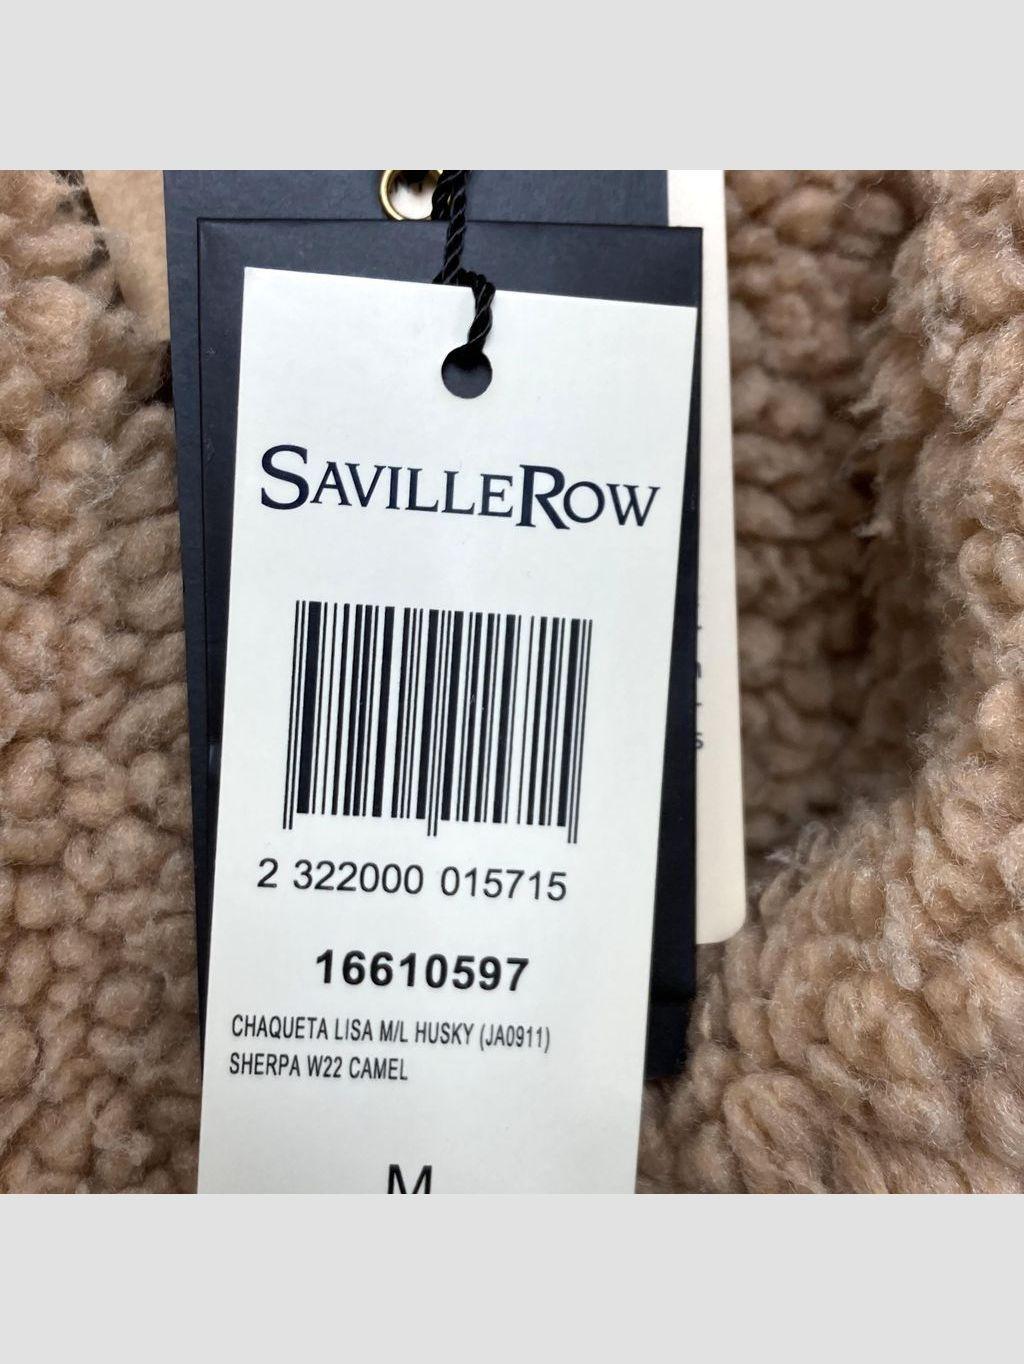 SAVILLEROW
2 322000 015715
16610597
CHAQUETA LISA M/L HUSKY (JA0911)
SHERPA W22 CAMEL
M